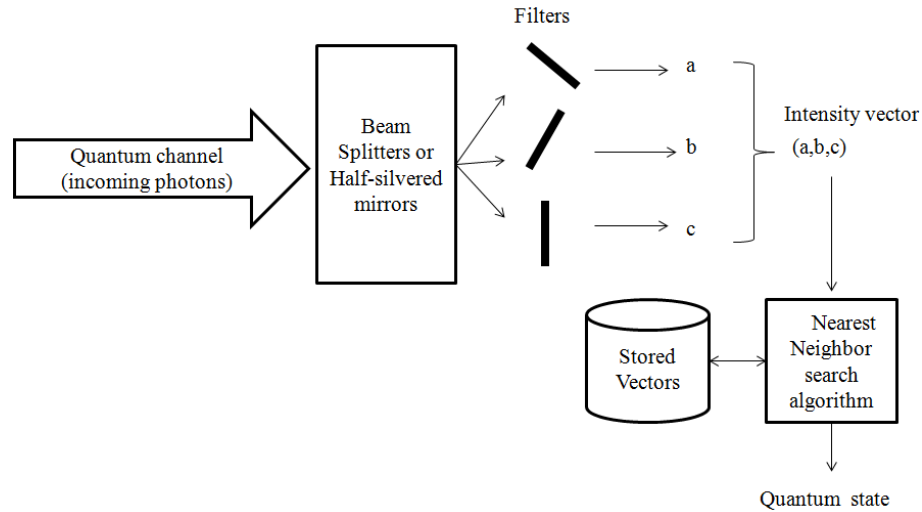 Filters
Quantum channel
(incoming photons)
Beam
Splitters or
Half-silvered
mirrors
a
b
c
Intensity vector
(a,b,c)
Stored
Vectors
Nearest
Neighbor
search
algorithm
Quantum state